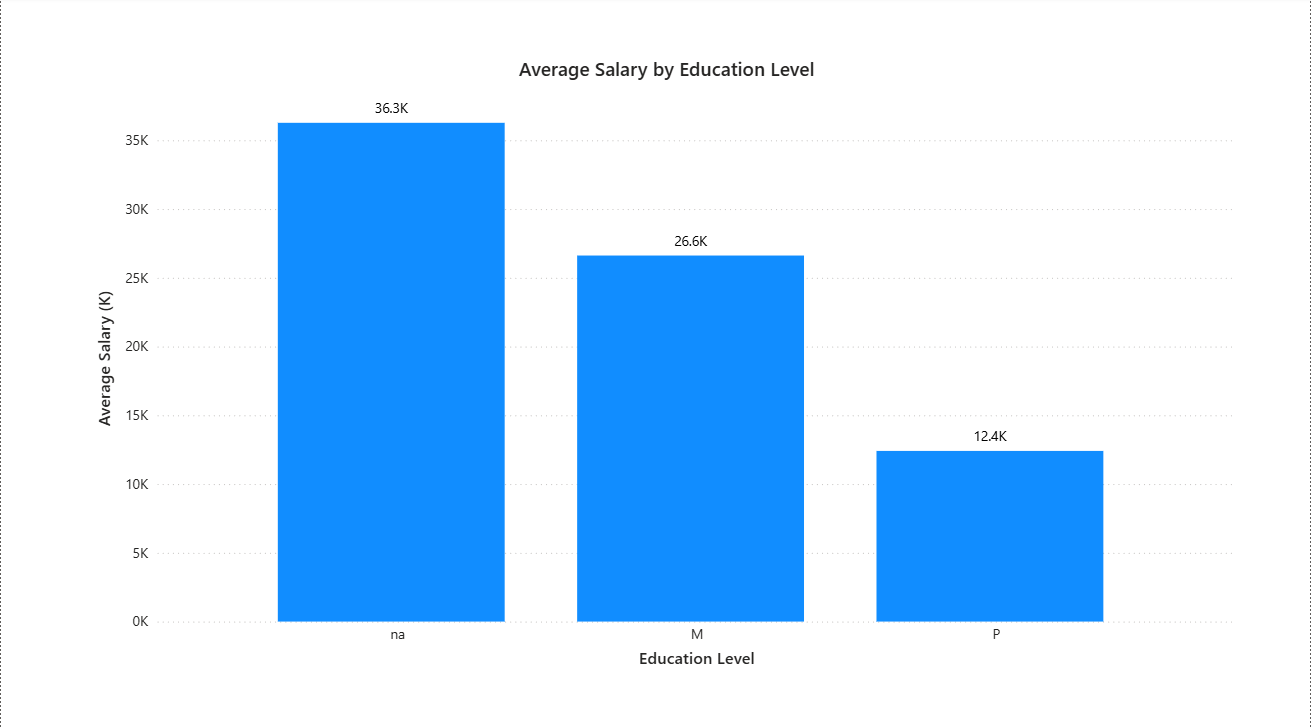 Average Salary by Education Level
36.3K
35K
30K
26.6K
25K
20K
15K
12.4K
10K
5K
0K
Average Salary (K)
na M P
Education Level